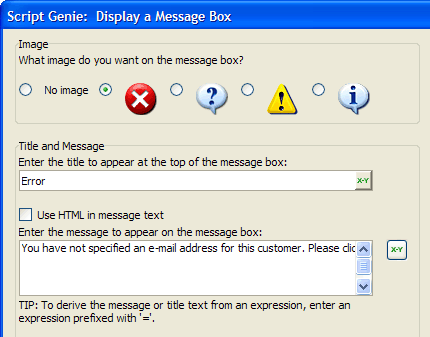 Script Genie: Display a Message Box
Image
What image do you want on the message box?
No image
Title and Message
Enter the title to appear at the top of the message box:
Error
X-Y
Use HTML in message text
Enter the message to appear on the message box:
You have not specified an e-mail address for this customer. Please clic
X-Y
TIP: To derive the message or title text from an expression, enter an
expression prefixed with '='.